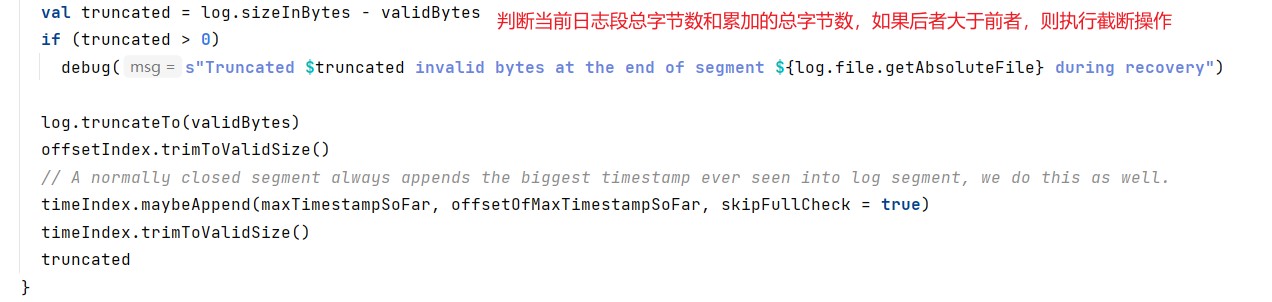 val truncated = log.sizeInBytes - validBytes 判断当前日志段总字节数和累加的总字节数，如果后者大于前者，则执行截断操作
if (truncated > 0)
debug( msg = s"Truncated $truncated invalid bytes at the end of segment ${log.file.getAbsoluteFile} during recovery")
log.truncateTo(validBytes)
offsetIndex.trimToValidSize()
// A normally closed segment always appends the biggest timestamp ever seen into log segment, we do this as well.
timeIndex.maybeAppend(maxTimestampSoFar, offsetOfMaxTimestampSoFar, skipFullCheck = true)
timeIndex.trimToValidSize()
truncated
}